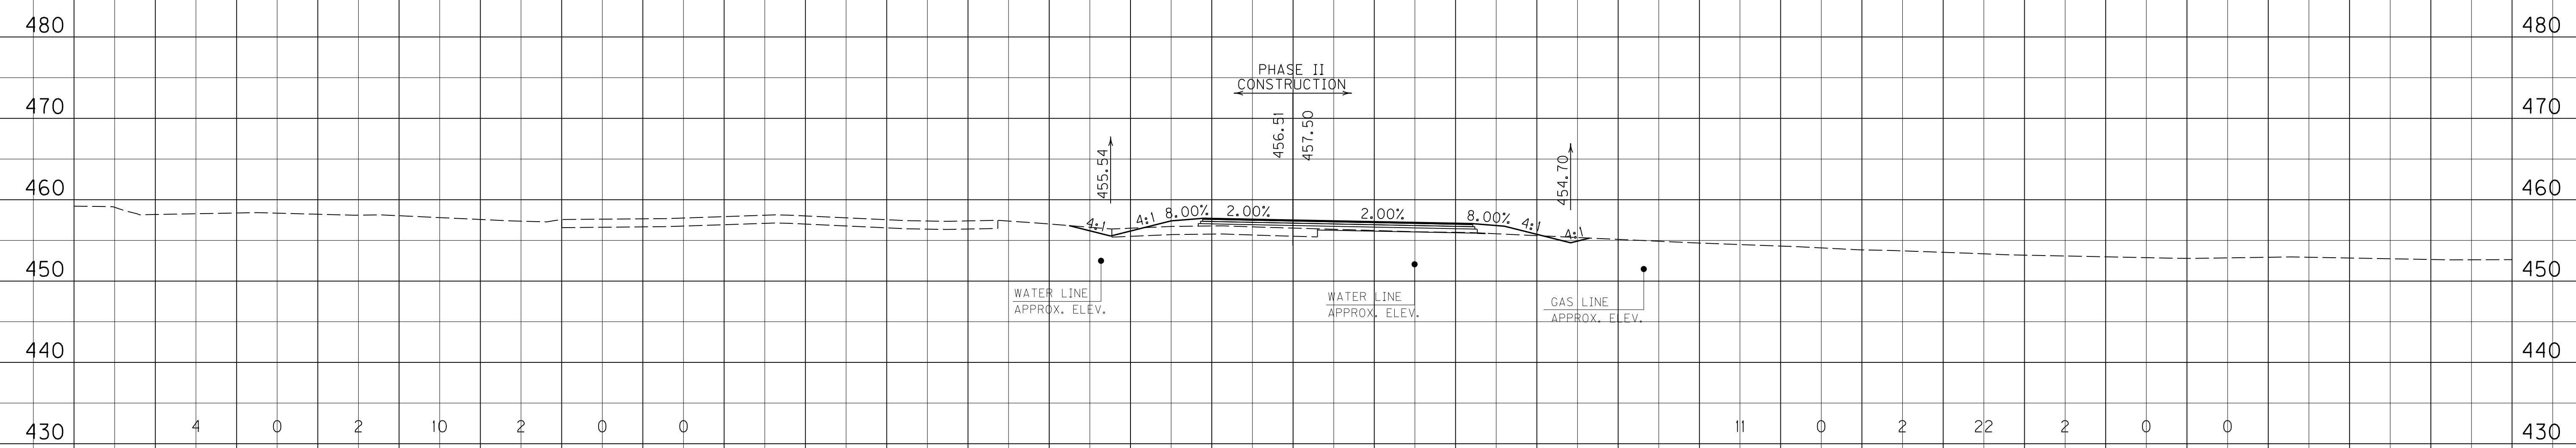 480 480
PHASE II
CONSTRUCTION
470 470
456.51 457.50
455.54 454.70
460 460
4:1 4:1 8.00% 2.00% 2.00% 8.00% 4:1 4:1
450 450
WATER LINE
APPROX. ELEV.
WATER LINE
APPROX. ELEV.
GAS LINE
APPROX. ELEV.
440 440
4 0 2 10 2 0 0 11 0 2 22 2 0 0
430 430